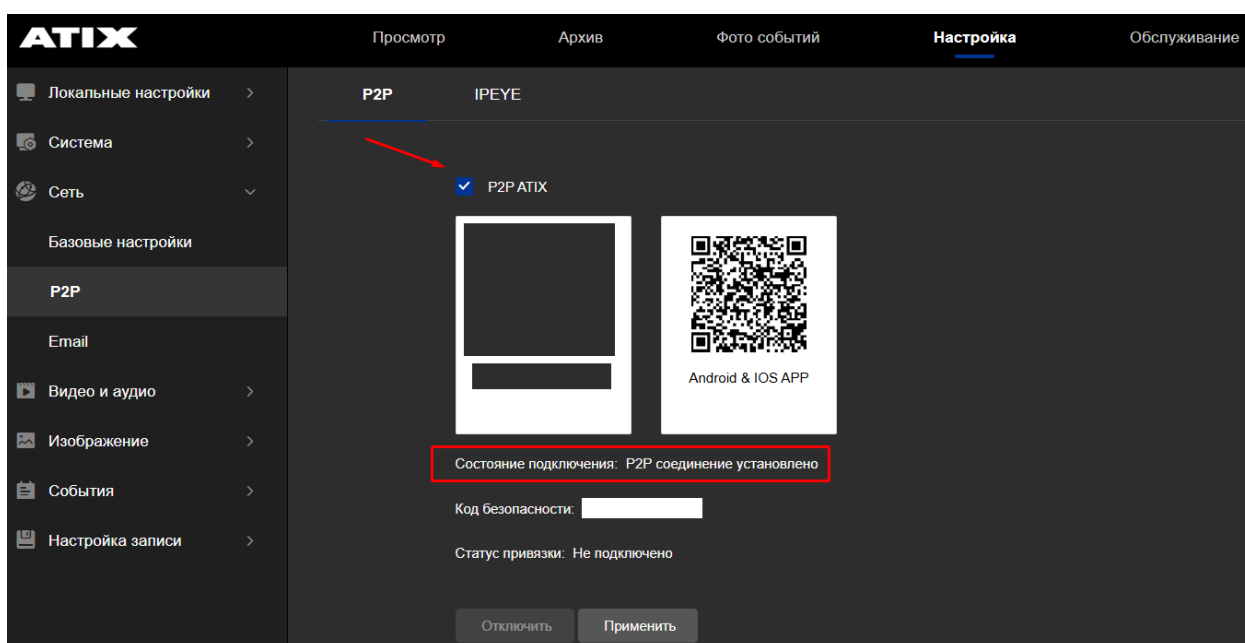 ATIX
Просмотр Архив Фото событий Настройка Обслуживание
Локальные настройки
Система
Сеть
Базовые настройки
P2P
Email
Видео и аудио
Изображение
События
Настройка записи
P2P IPEYE
P2P ATIX
Android & IOS APP
Состояние подключения: P2P соединение установлено
Код безопасности:
Статус привязки: Не подключено
Отключить Применить